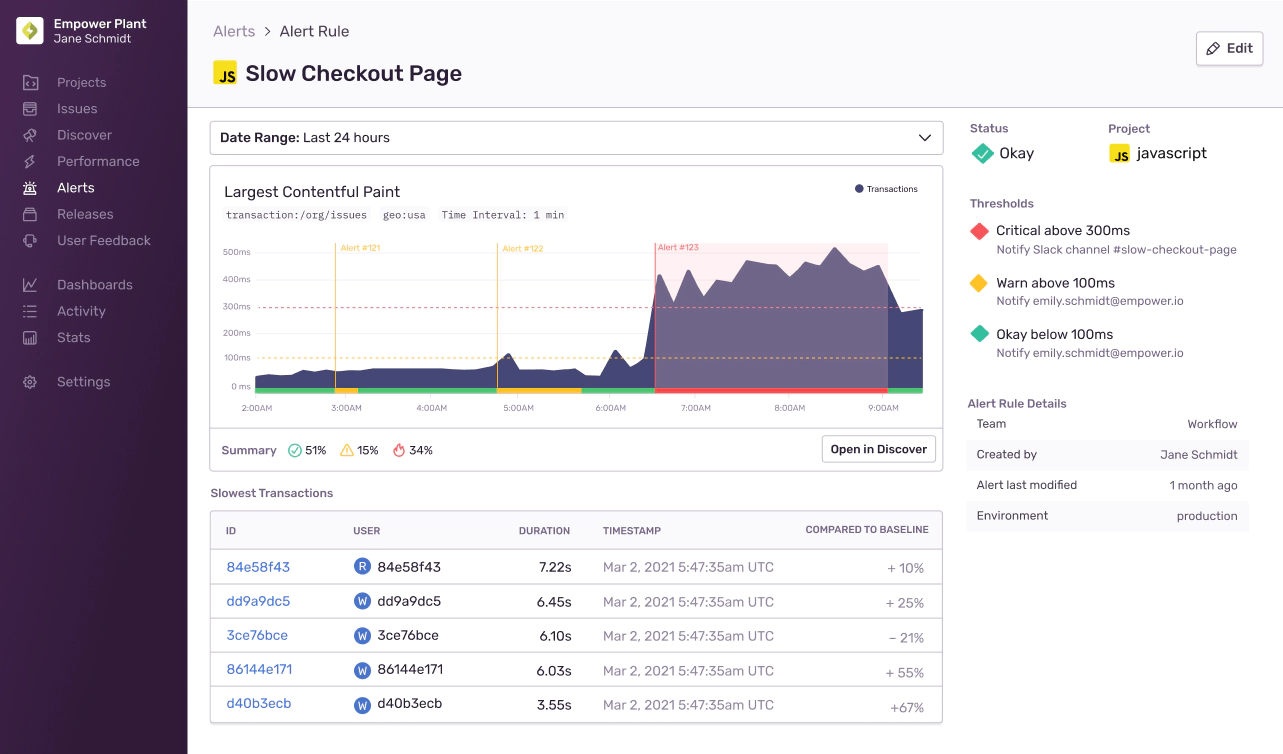 Empower Plant
Jane Schmidt
Projects
Issues
Discover
Performance
Alerts
Releases
User Feedback
Dashboards
Activity
Stats
Settings
Alerts > Alert Rule
JS Slow Checkout Page
Edit
Date Range: Last 24 hours
Largest Contentful Paint
Transactions
transaction:/org/issues geo:usa Time Interval: 1 min
Alert #121 Alert #122 Alert #123
500ms
400ms
300ms
200ms
100ms
0 ms
2:00AM 3:00AM 4:00AM 5:00AM 6:00AM 7:00AM 8:00AM 9:00AM
Summary 51% 15% 34%
Open in Discover
Slowest Transactions
ID USER DURATION TIMESTAMP COMPARED TO BASELINE
84e58f43 R 84e58f43 7.22s Mar 2, 2021 5:47:35am UTC + 10%
dd9a9dc5 W dd9a9dc5 6.45s Mar 2, 2021 5:47:35am UTC + 25%
3ce76bce W 3ce76bce 6.10s Mar 2, 2021 5:47:35am UTC – 21%
86144e171 W 86144e171 6.03s Mar 2, 2021 5:47:35am UTC + 55%
d40b3ecb W d40b3ecb 3.55s Mar 2, 2021 5:47:35am UTC +67%
Status Project
Okay JS javascript
Thresholds
Critical above 300ms
Notify Slack channel #slow-checkout-page
Warn above 100ms
Notify emily.schmidt@empower.io
Okay below 100ms
Notify emily.schmidt@empower.io
Alert Rule Details
Team Workflow
Created by Jane Schmidt
Alert last modified 1 month ago
Environment production